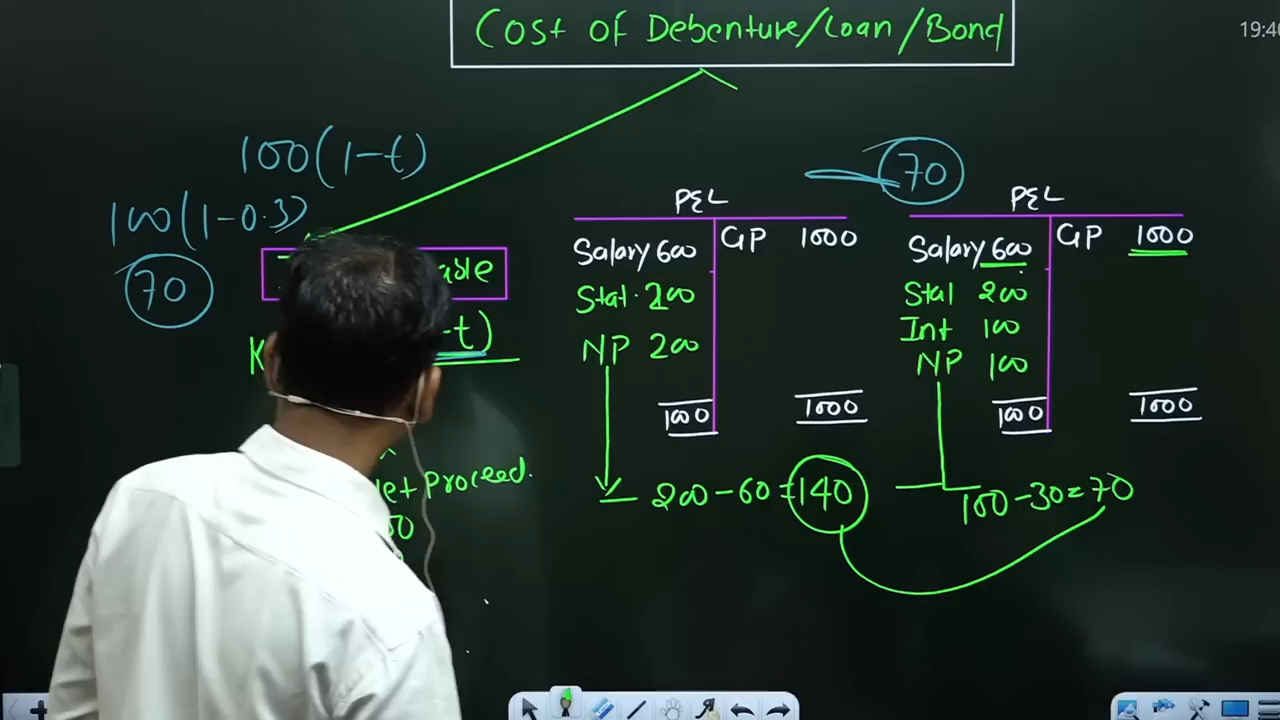 Cost of Debenture/Loan/Bond
19:40
100(1-t)
100(1-0.3)
70
K
-t)
Net Proceed.
70
P&L
Salary 600
GP 1000
Stat. 200
NP 200
1000
1000
200-60=140
P&L
Salary 600
GP 1000
Stat 200
Int 100
NP 100
1000
1000
100-30=70